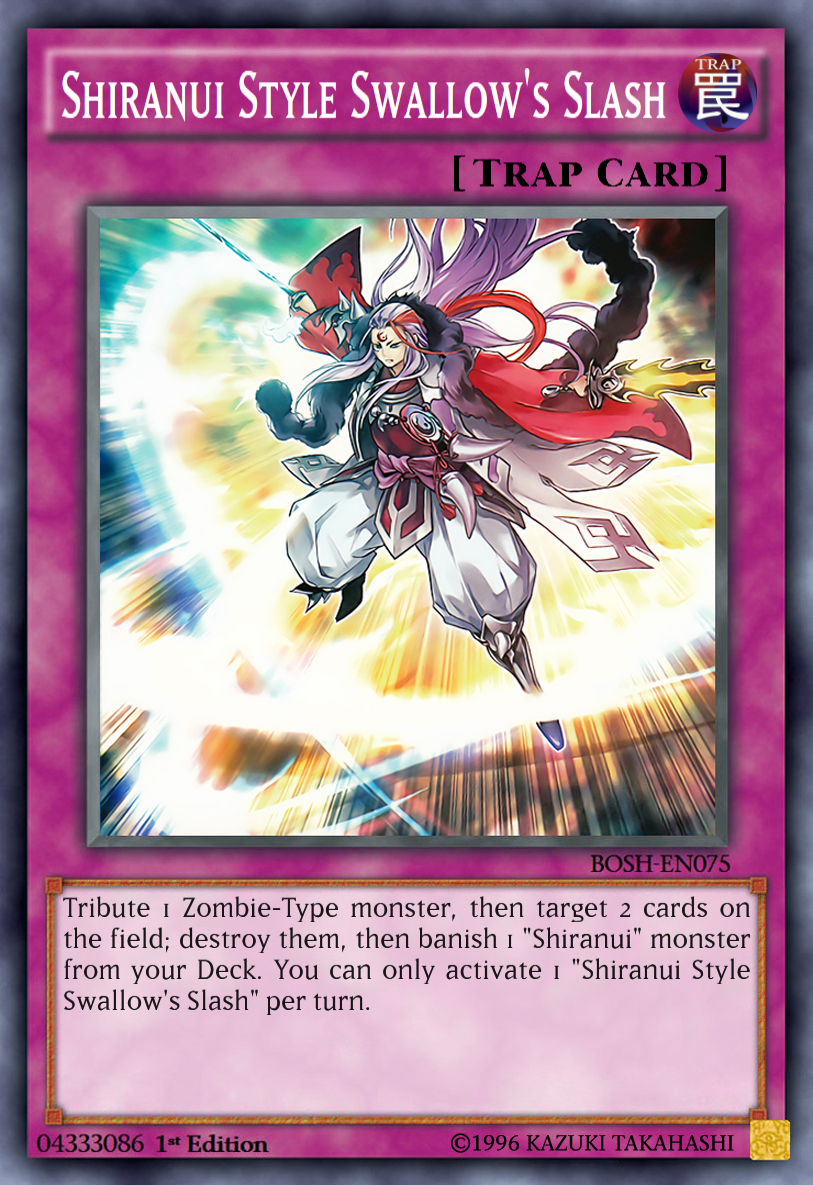 Shiranui Style Swallow's Slash
TRAP
罠
[Trap Card]
BOSH-EN075
Tribute 1 Zombie-Type monster, then target 2 cards on
the field; destroy them, then banish 1 "Shiranui" monster
from your Deck. You can only activate 1 "Shiranui Style
Swallow's Slash" per turn.
04333086 1st Edition
©1996 KAZUKI TAKAHASHI